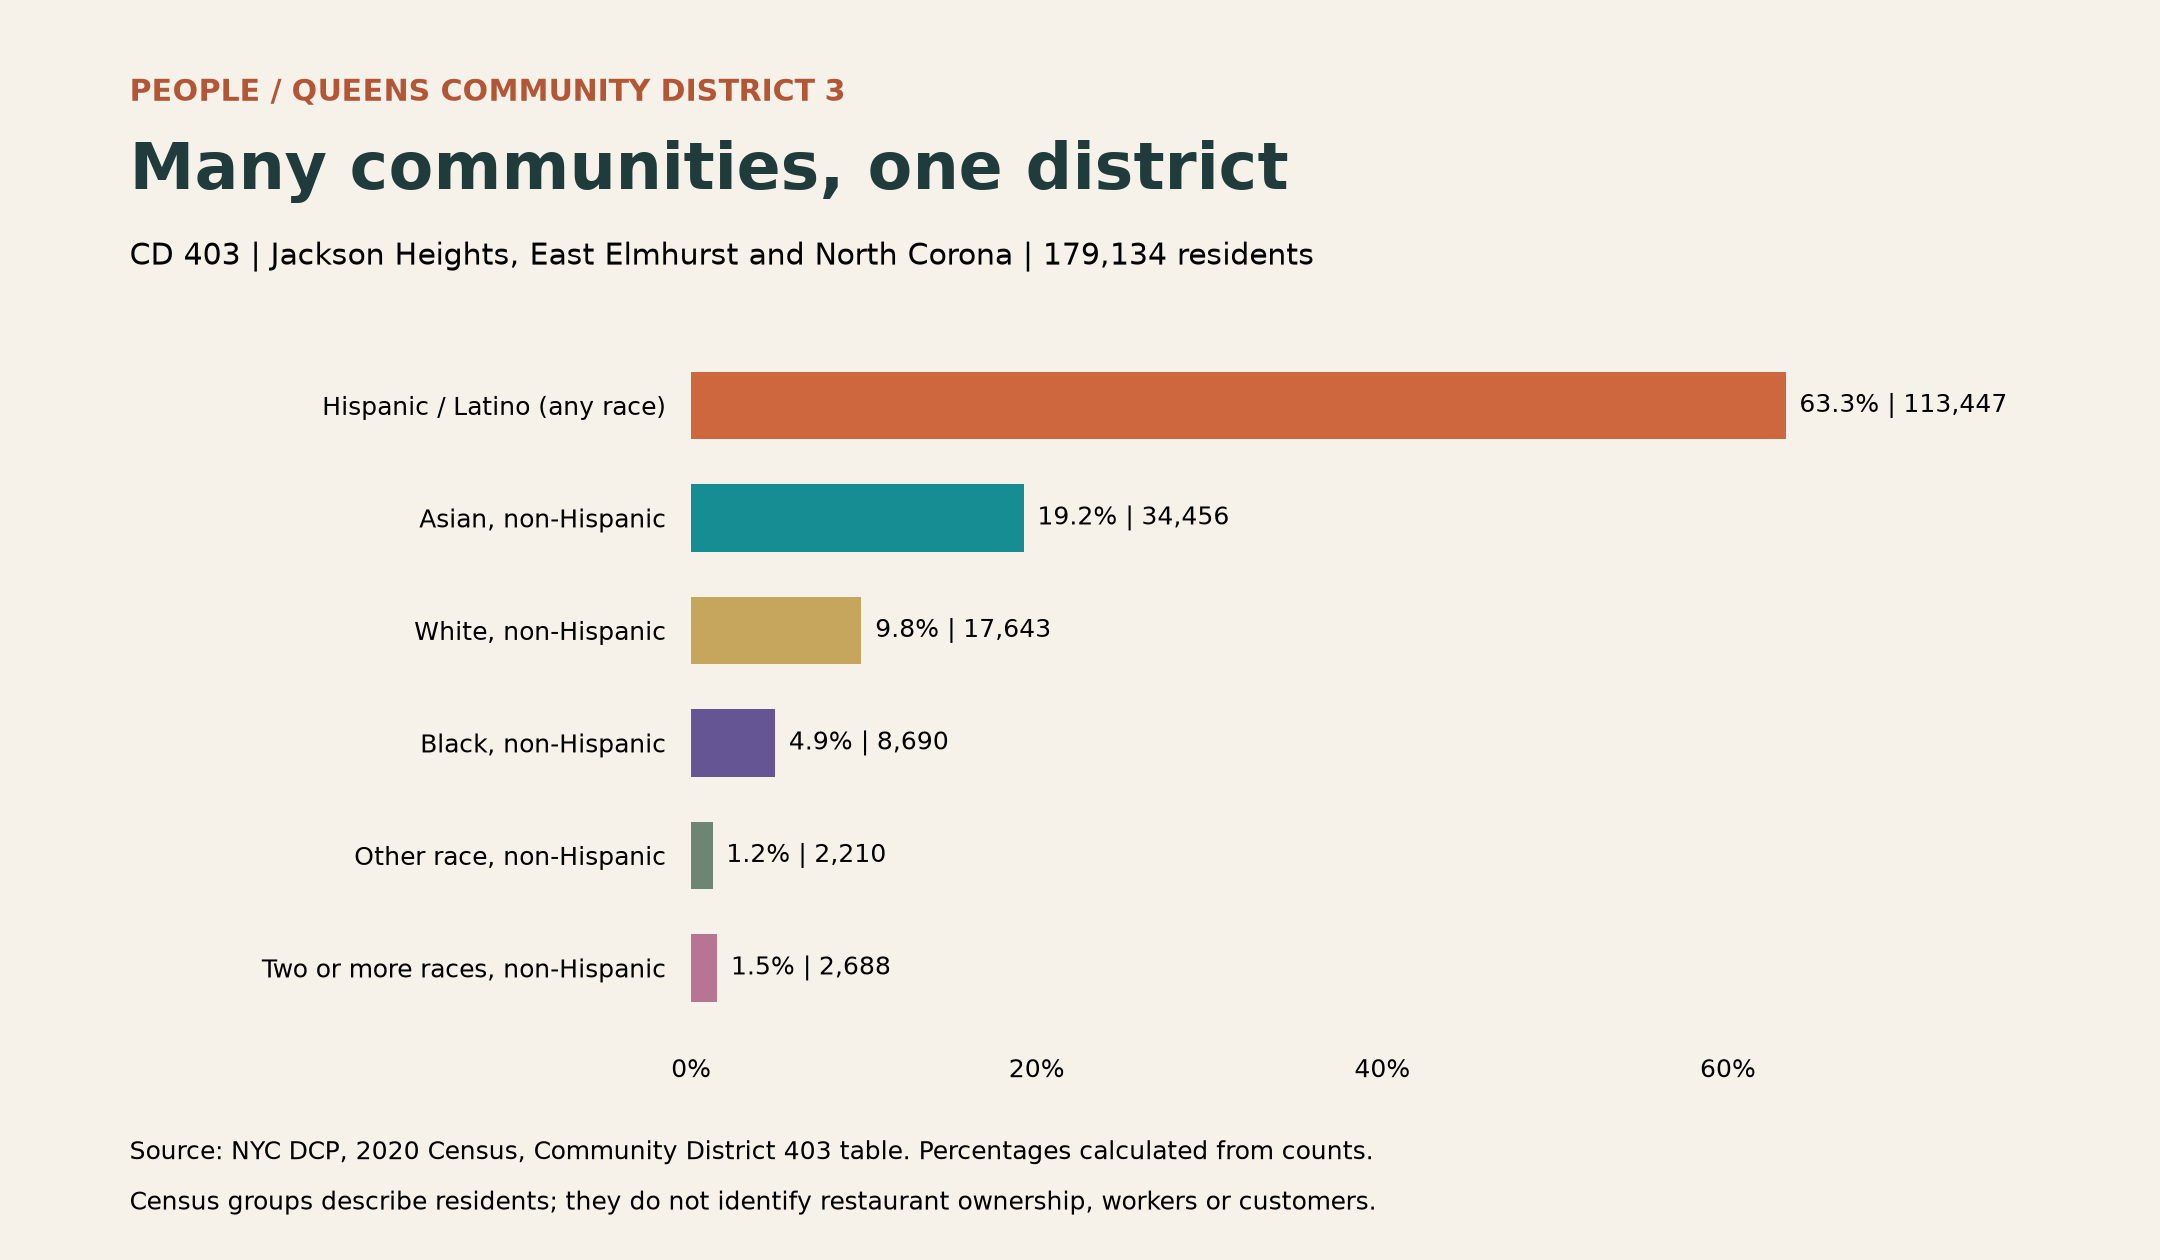 PEOPLE / QUEENS COMMUNITY DISTRICT 3
Many communities, one district
CD 403 | Jackson Heights, East Elmhurst and North Corona | 179,134 residents
Hispanic / Latino (any race) 63.3% | 113,447
Asian, non-Hispanic 19.2% | 34,456
White, non-Hispanic 9.8% | 17,643
Black, non-Hispanic 4.9% | 8,690
Other race, non-Hispanic 1.2% | 2,210
Two or more races, non-Hispanic 1.5% | 2,688
0% 20% 40% 60%
Source: NYC DCP, 2020 Census, Community District 403 table. Percentages calculated from counts.
Census groups describe residents; they do not identify restaurant ownership, workers or customers.